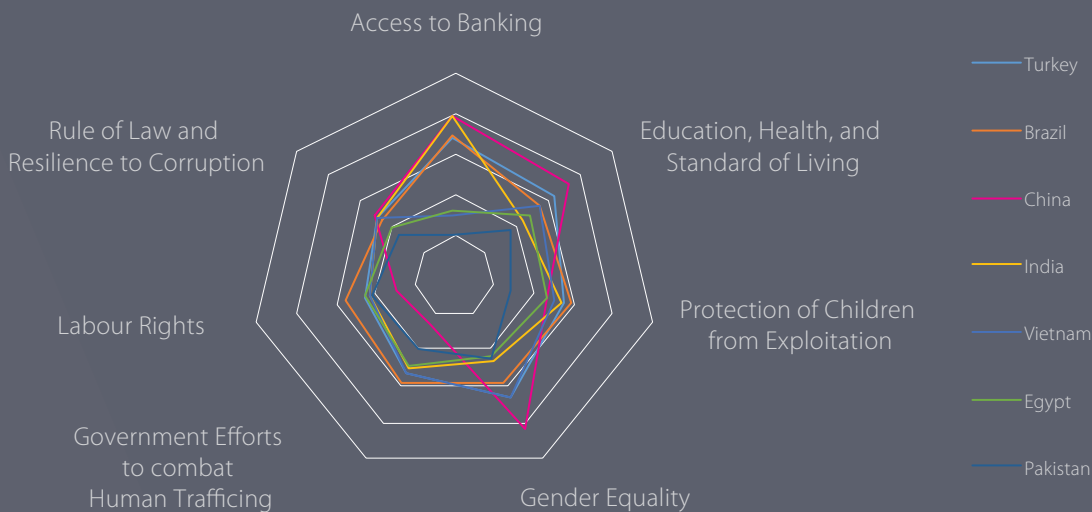 Access to Banking
Education, Health, and
Standard of Living
Protection of Children
from Exploitation
Gender Equality
Government Efforts
to combat
Human Trafficing
Labour Rights
Rule of Law and
Resilience to Corruption
Turkey
Brazil
China
India
Vietnam
Egypt
Pakistan